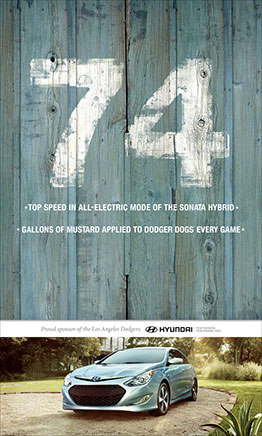 74
• TOP SPEED IN ALL-ELECTRIC MODE OF THE SONATA HYBRID •
• GALLONS OF MUSTARD APPLIED TO DODGER DOGS EVERY GAME •
Proud sponsor of the Los Angeles Dodgers. HYUNDAI